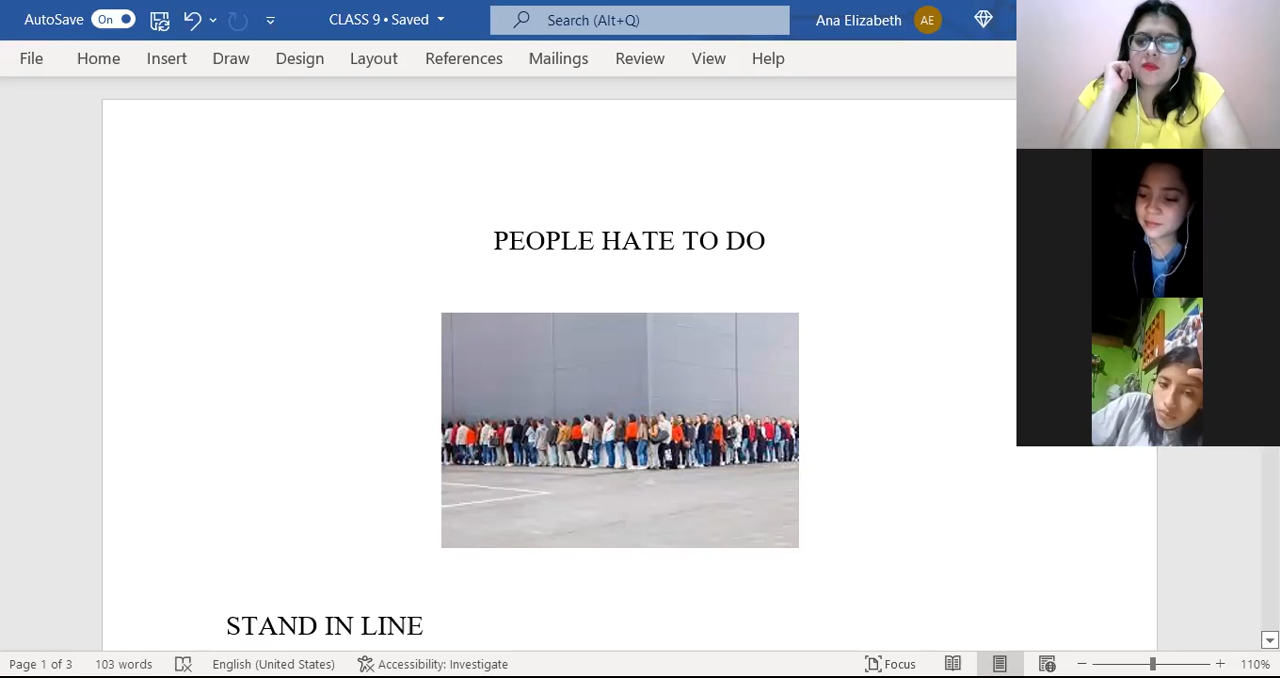 AutoSave On CLASS 9 • Saved Search (Alt+Q) Ana Elizabeth AE
File Home Insert Draw Design Layout References Mailings Review View Help
PEOPLE HATE TO DO
STAND IN LINE
Page 1 of 3 103 words English (United States) Accessibility: Investigate Focus 110%